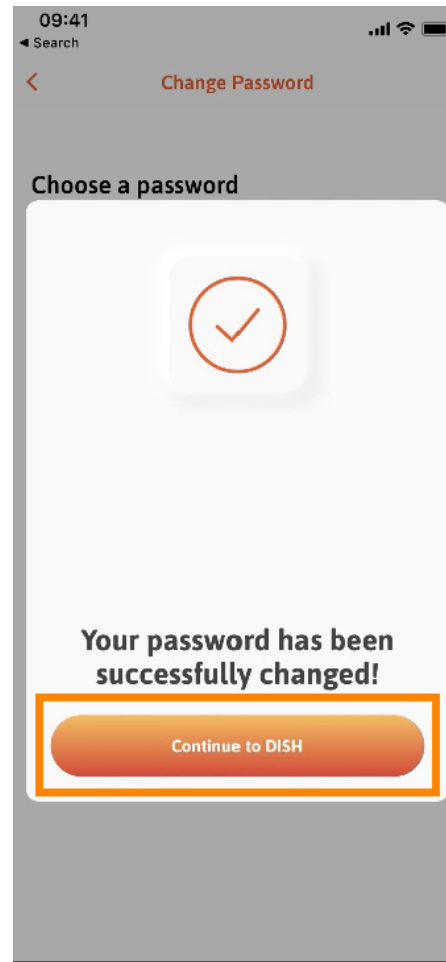 09:41
◂ Search
Change Password
Choose a password
Your password has been
successfully changed!
Continue to DISH